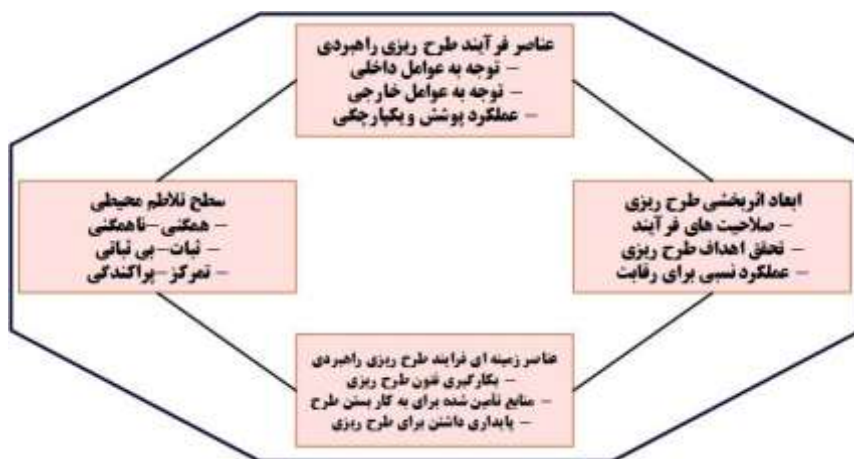 عناصر فرآیند طرح ریزی راهبردی
– توجه به عوامل داخلی
– توجه به عوامل خارجی
– عملکرد پوشش ویکپارچگی
ابعاد اثربخشی طرح ریزی
– صلاحیت های فرآیند
– تحقق اهداف طرح ریزی
– عملکرد نسبی برای رقابت
سطح تلاطم محیطی
– همگنی-ناهمگنی
– ثبات-بی ثباتی
– تمرکز-پراکندگی
عناصر زمینه ای فرایند طرح ریزی راهبردی
– بکارگیری فنون طرح ریزی
– منابع تأمین شده برای به کار بستن طرح
– پایداری داشتن برای طرح ریزی